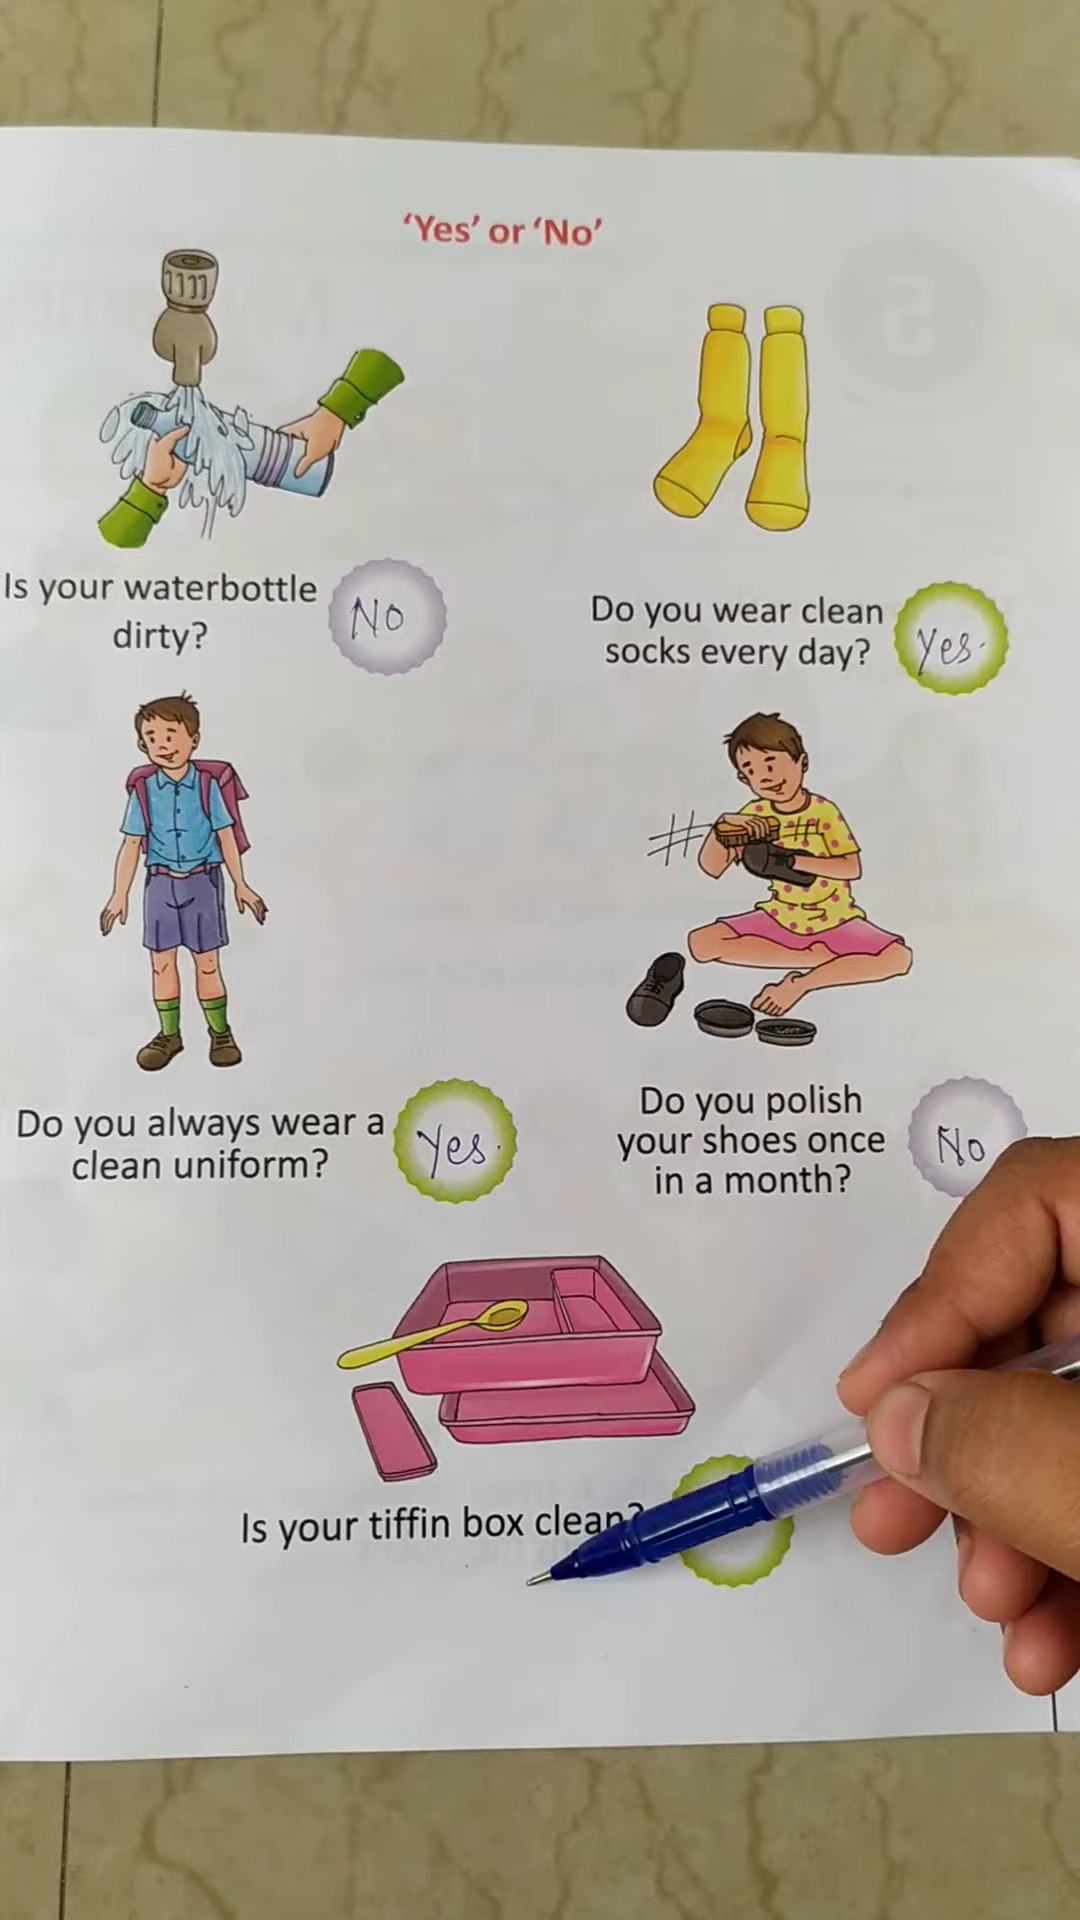 'Yes' or 'No'
Is your waterbottle
dirty?
No
Do you wear clean
socks every day?
Yes.
Do you always wear a
clean uniform?
Yes.
Do you polish
your shoes once
in a month?
No
Is your tiffin box clean?